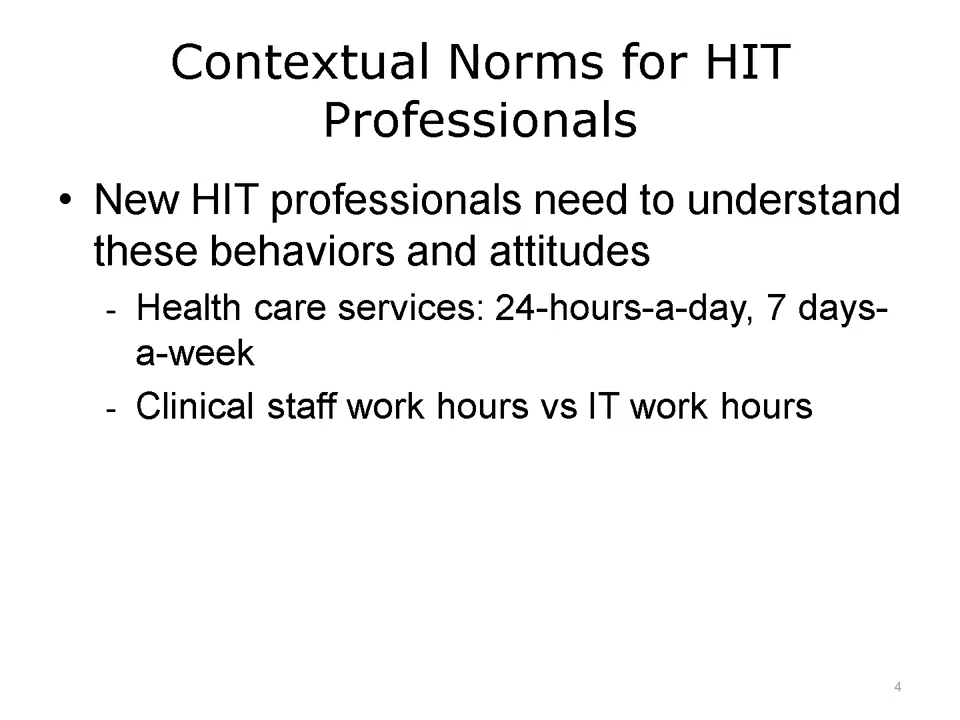 Contextual Norms for HIT
Professionals
• New HIT professionals need to understand
these behaviors and attitudes
- Health care services: 24-hours-a-day, 7 days-
a-week
- Clinical staff work hours vs IT work hours
4